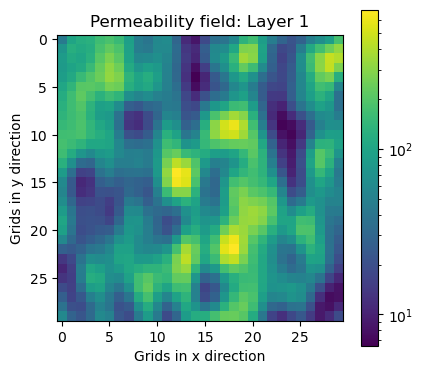 Permeability field: Layer 1
0
5
10
15
20
25
Grids in y direction
0 5 10 15 20 25
Grids in x direction
10²
10¹